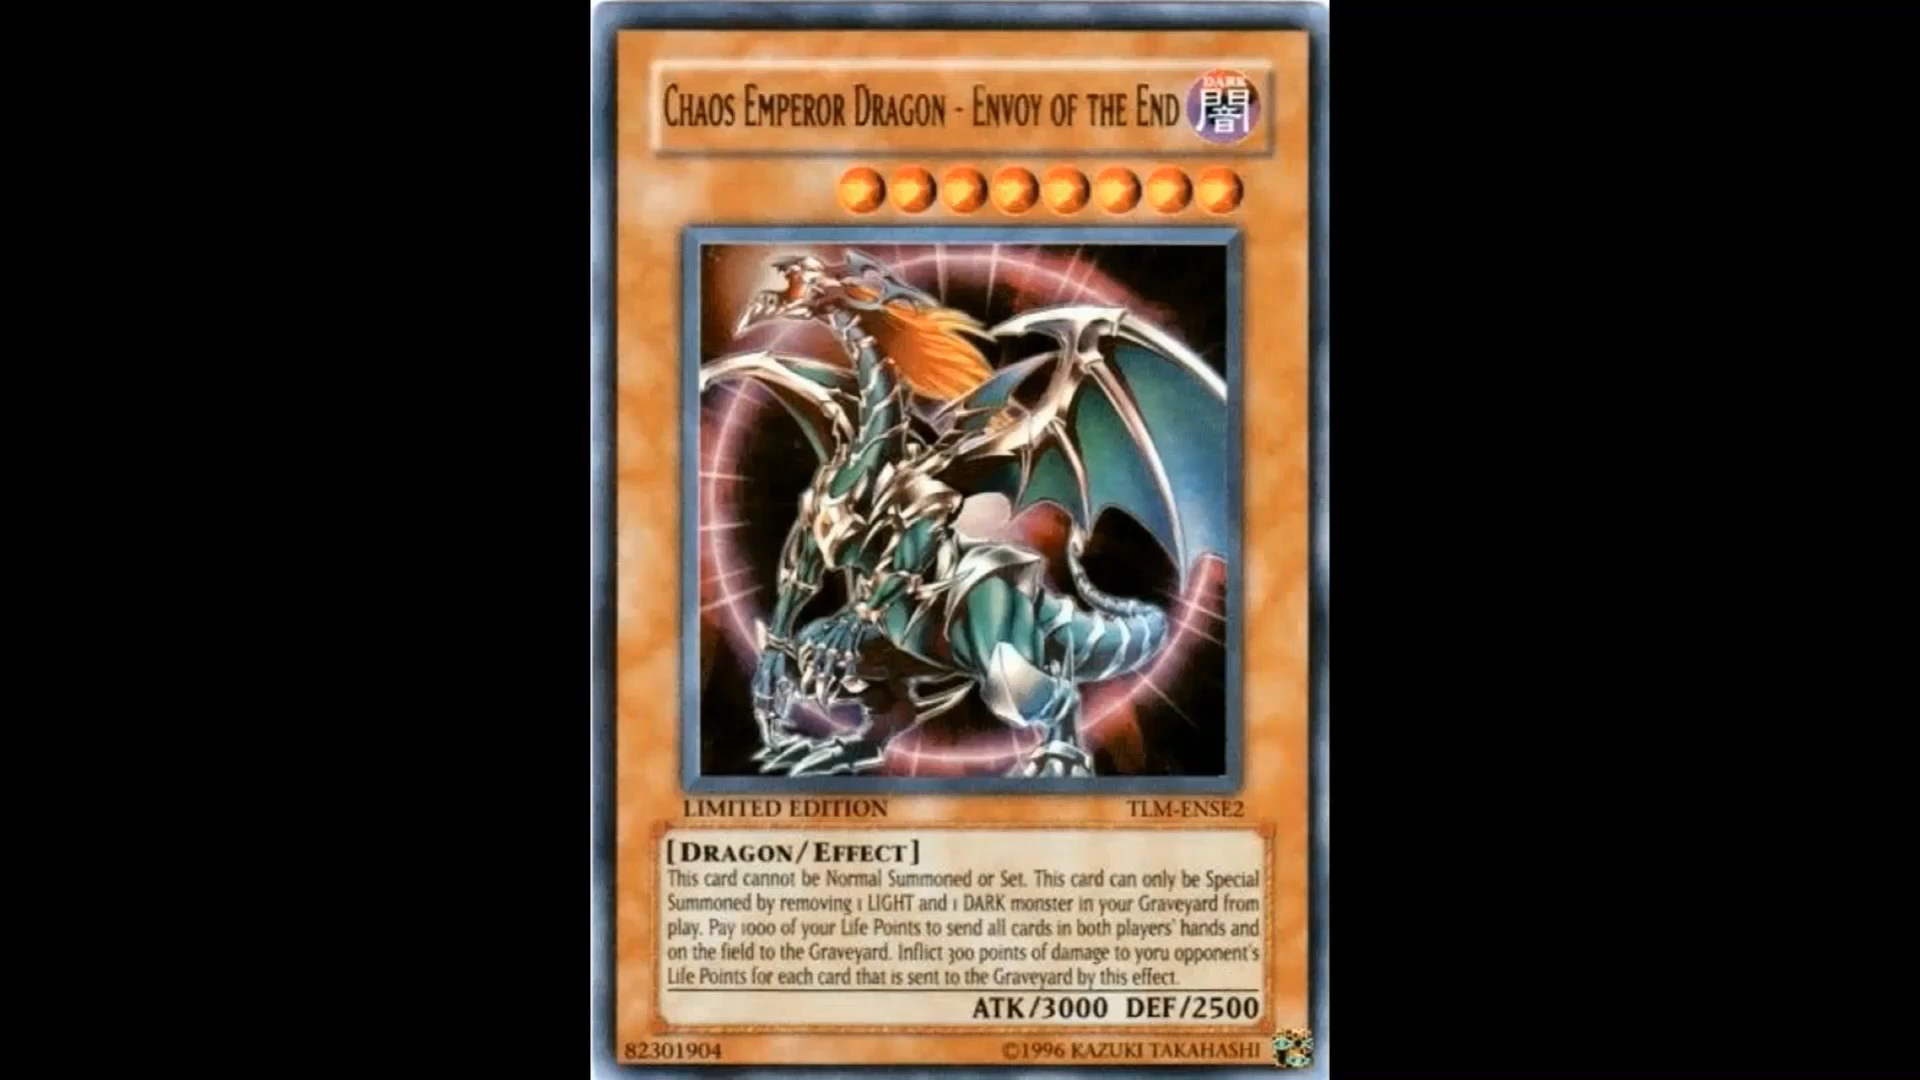 CHAOS EMPEROR DRAGON - ENVOY OF THE END
DARK
闇
LIMITED EDITION
TLM-ENSE2
[DRAGON/EFFECT]
This card cannot be Normal Summoned or Set. This card can only be Special
Summoned by removing 1 LIGHT and 1 DARK monster in your Graveyard from
play. Pay 1000 of your Life Points to send all cards in both players' hands and
on the field to the Graveyard. Inflict 300 points of damage to yoru opponent's
Life Points for each card that is sent to the Graveyard by this effect.
ATK/3000 DEF/2500
82301904
©1996 KAZUKI TAKAHASHI